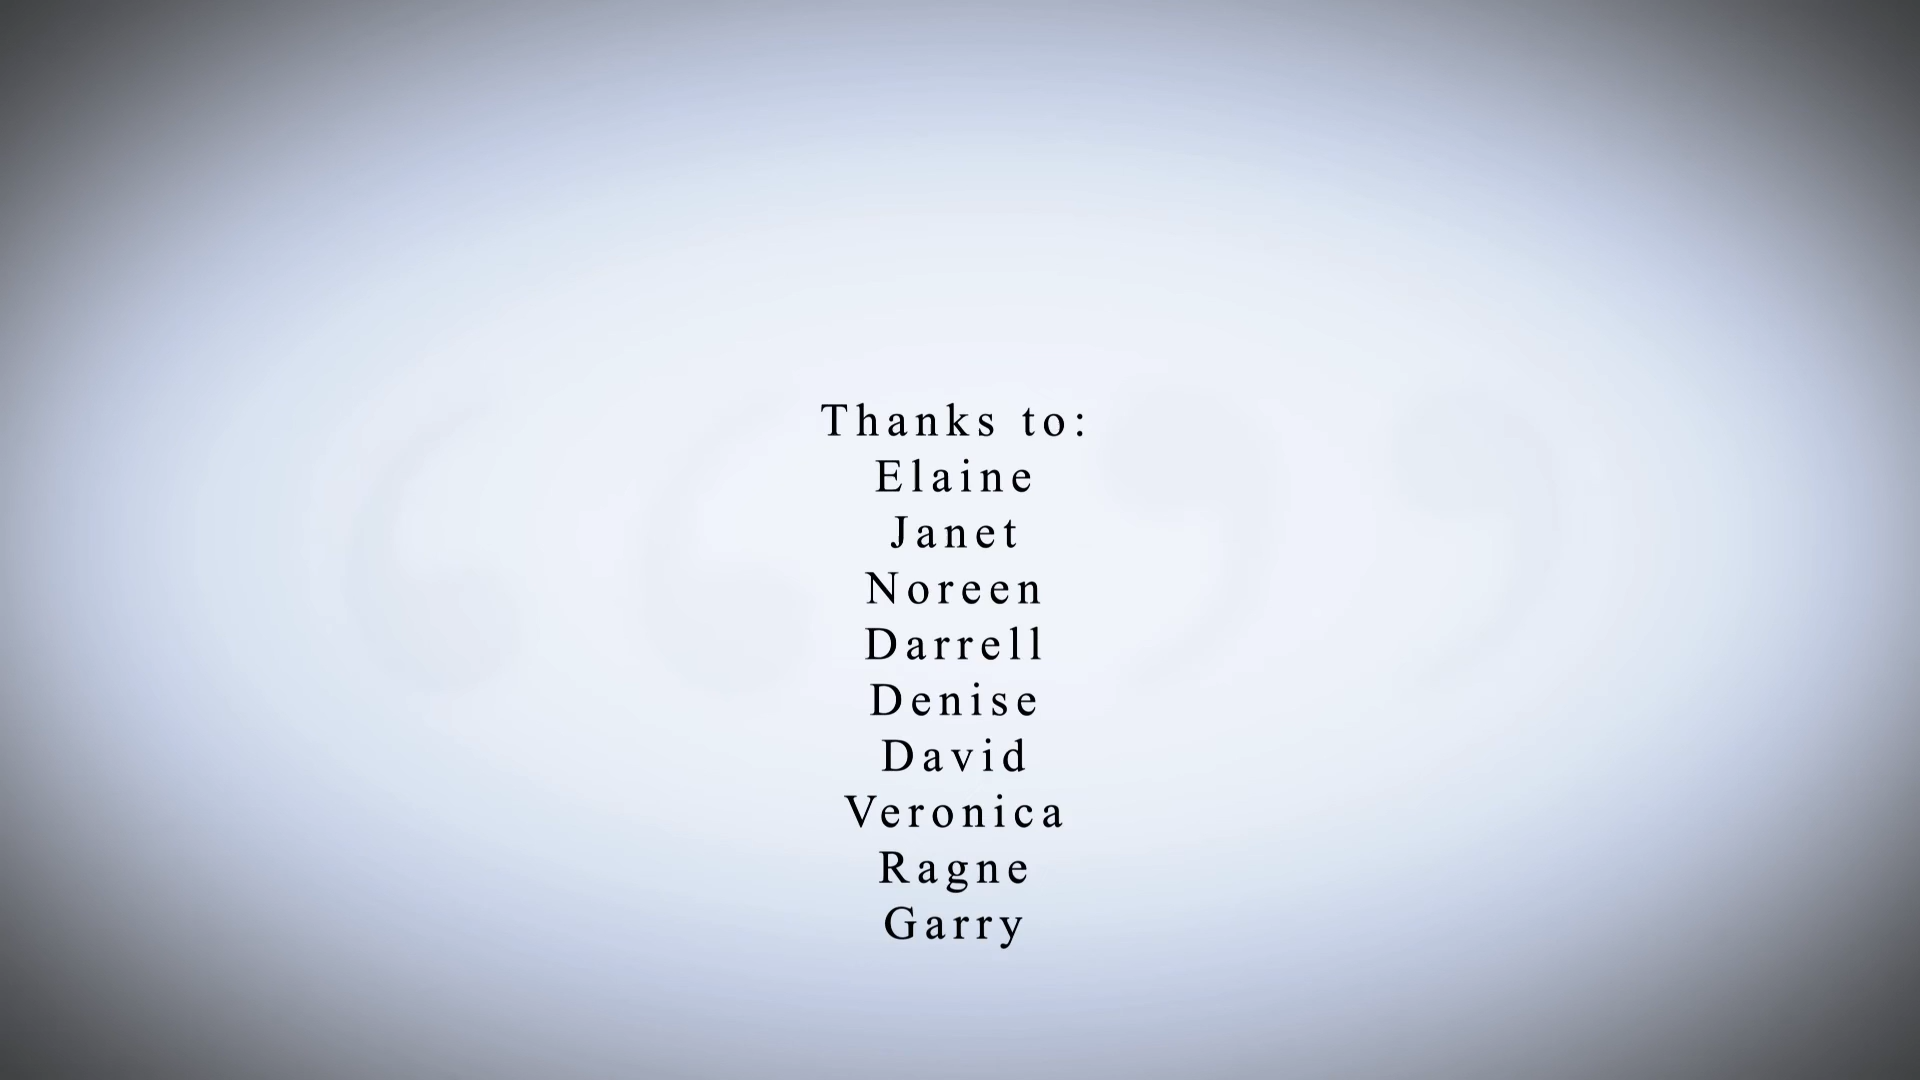 Thanks to:
Elaine
Janet
Noreen
Darrell
Denise
David
Veronica
Ragne
Garry